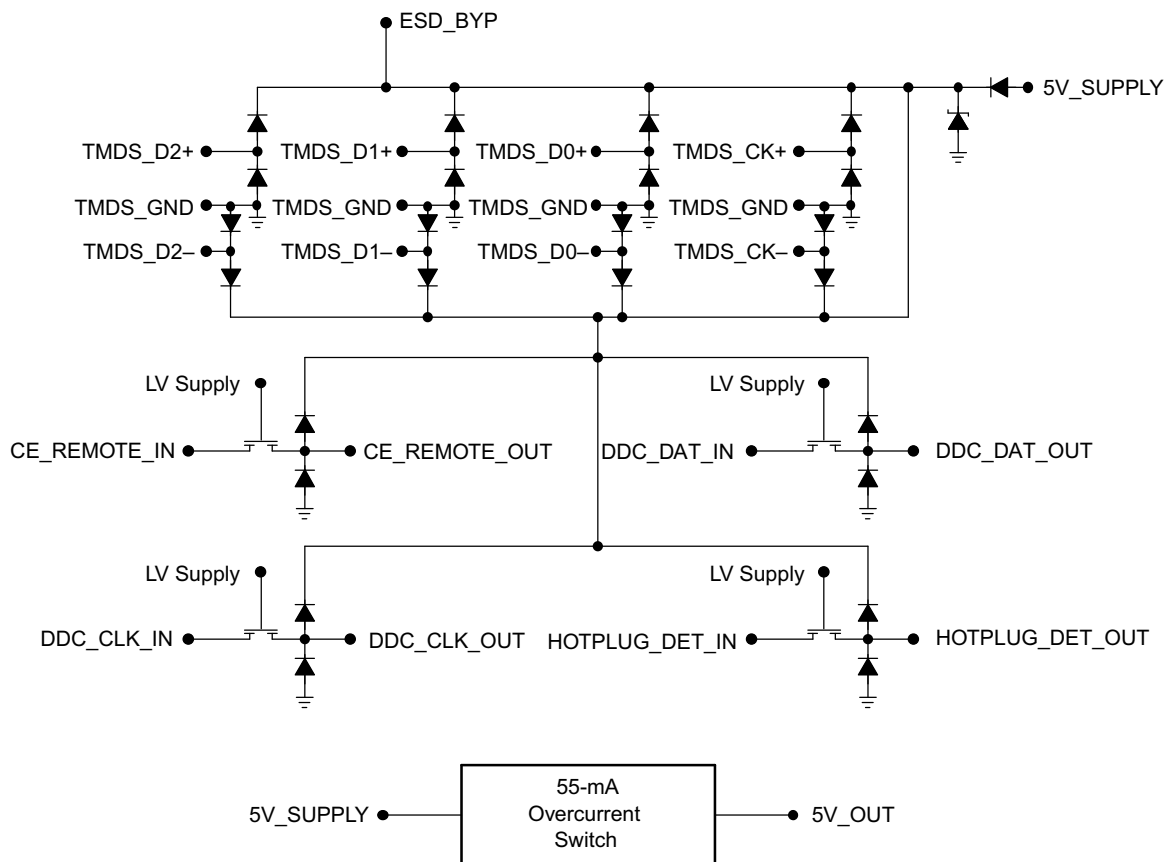 ESD_BYP
5V_SUPPLY
TMDS_D2+
TMDS_D1+
TMDS_D0+
TMDS_CK+
TMDS_GND
TMDS_GND
TMDS_GND
TMDS_GND
TMDS_D2–
TMDS_D1–
TMDS_D0–
TMDS_CK–
LV Supply
LV Supply
CE_REMOTE_IN
CE_REMOTE_OUT
DDC_DAT_IN
DDC_DAT_OUT
LV Supply
LV Supply
DDC_CLK_IN
DDC_CLK_OUT
HOTPLUG_DET_IN
HOTPLUG_DET_OUT
5V_SUPPLY
55-mA
Overcurrent
Switch
5V_OUT